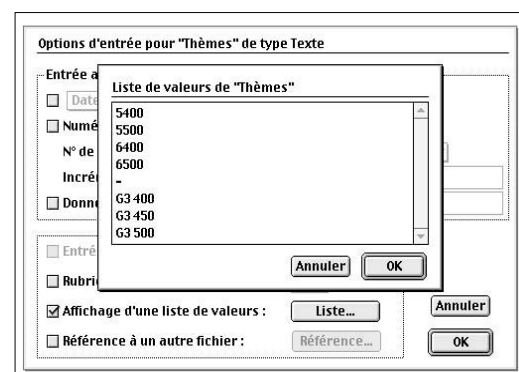 Options d'entrée pour "Thèmes" de type Texte
Entrée a
Date
Numé
N° de
Incrér
Donne
Liste de valeurs de "Thèmes"
5400
5500
6400
6500
-
G3 400
G3 450
G3 500
Annuler
OK
Entré
Rubri
Affichage d'une liste de valeurs :
Liste...
Référence à un autre fichier :
Référence...
Annuler
OK